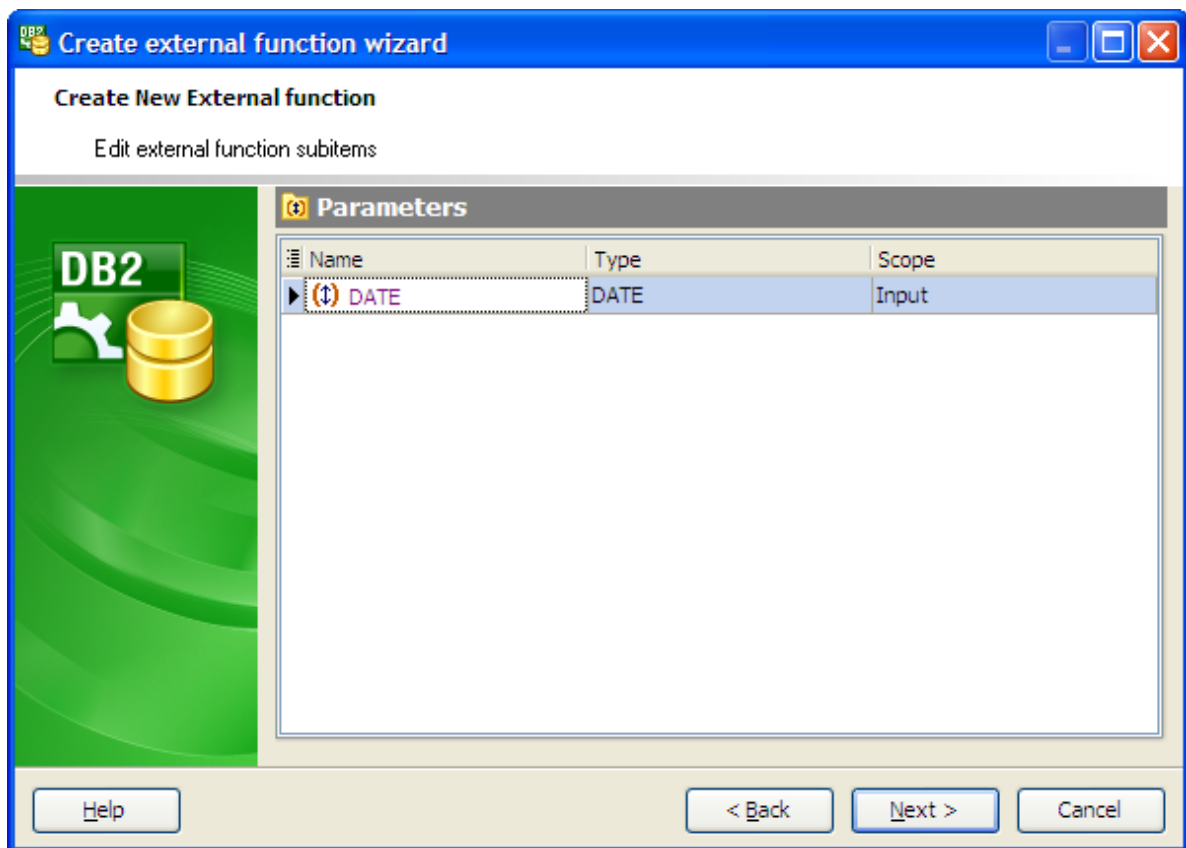 Create external function wizard
Create New External function
Edit external function subitems
DB2
Parameters
Name Type Scope
DATE DATE Input
Help < Back Next > Cancel